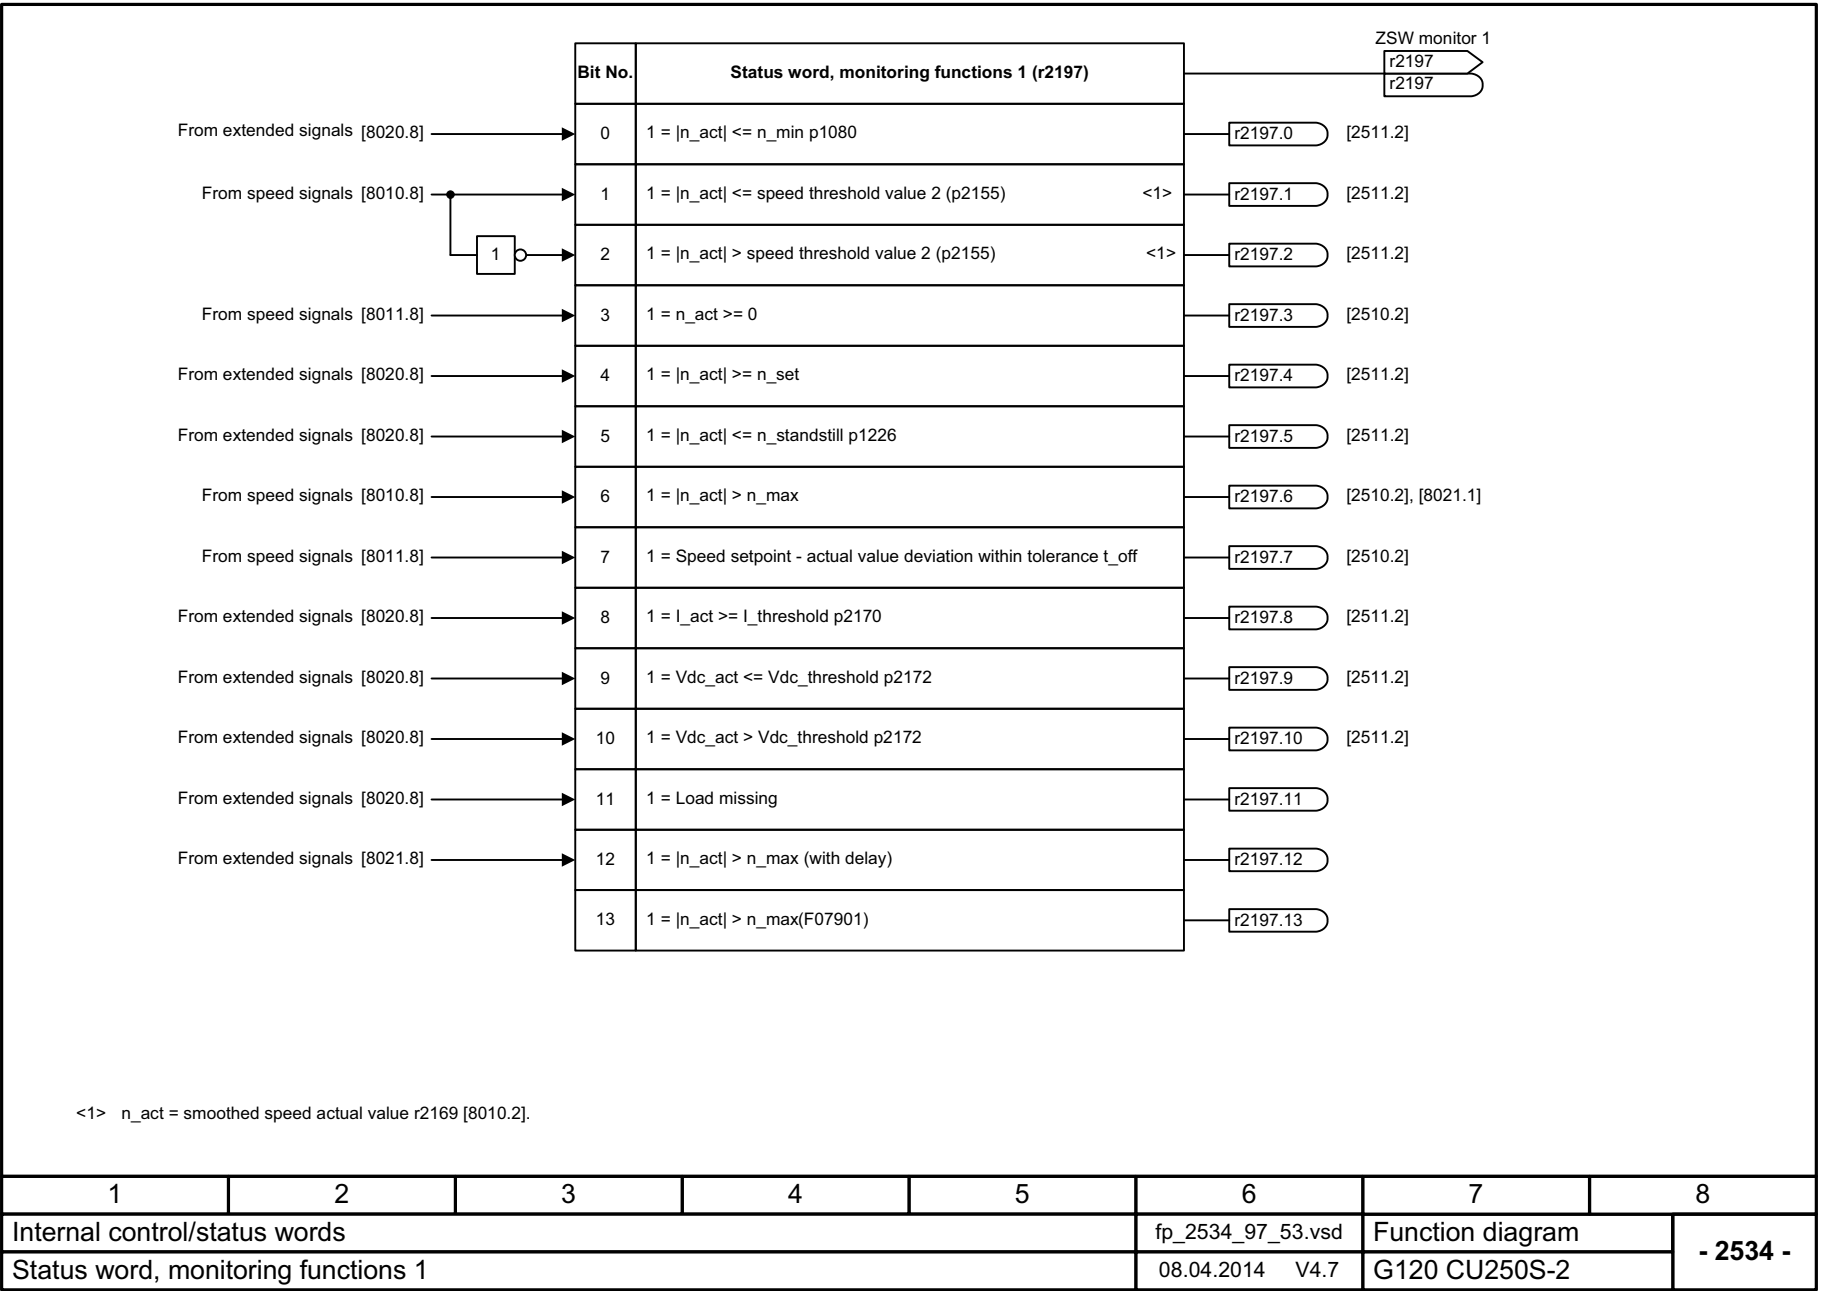 ZSW monitor 1
Bit No. Status word, monitoring functions 1 (r2197) r2197
r2197
From extended signals [8020.8] 0 1 = |n_act| <= n_min p1080 r2197.0 [2511.2]
From speed signals [8010.8] 1 1 = |n_act| <= speed threshold value 2 (p2155) <1> r2197.1 [2511.2]
1 2 1 = |n_act| > speed threshold value 2 (p2155) <1> r2197.2 [2511.2]
From speed signals [8011.8] 3 1 = n_act >= 0 r2197.3 [2510.2]
From extended signals [8020.8] 4 1 = |n_act| >= n_set r2197.4 [2511.2]
From extended signals [8020.8] 5 1 = |n_act| <= n_standstill p1226 r2197.5 [2511.2]
From speed signals [8010.8] 6 1 = |n_act| > n_max r2197.6 [2510.2], [8021.1]
From speed signals [8011.8] 7 1 = Speed setpoint - actual value deviation within tolerance t_off r2197.7 [2510.2]
From extended signals [8020.8] 8 1 = I_act >= I_threshold p2170 r2197.8 [2511.2]
From extended signals [8020.8] 9 1 = Vdc_act <= Vdc_threshold p2172 r2197.9 [2511.2]
From extended signals [8020.8] 10 1 = Vdc_act > Vdc_threshold p2172 r2197.10 [2511.2]
From extended signals [8020.8] 11 1 = Load missing r2197.11
From extended signals [8021.8] 12 1 = |n_act| > n_max (with delay) r2197.12
13 1 = |n_act| > n_max(F07901) r2197.13
<1> n_act = smoothed speed actual value r2169 [8010.2].
1 2 3 4 5 6 7 8
Internal control/status words fp_2534_97_53.vsd Function diagram - 2534 -
Status word, monitoring functions 1 08.04.2014 V4.7 G120 CU250S-2